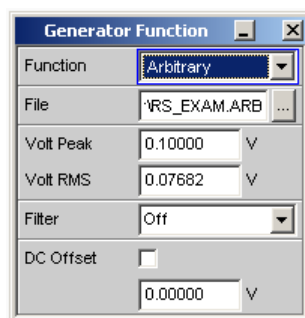 Generator Function
Function Arbitrary
File \RS_EXAM.ARB ...
Volt Peak 0.10000 V
Volt RMS 0.07682 V
Filter Off
DC Offset
0.00000 V